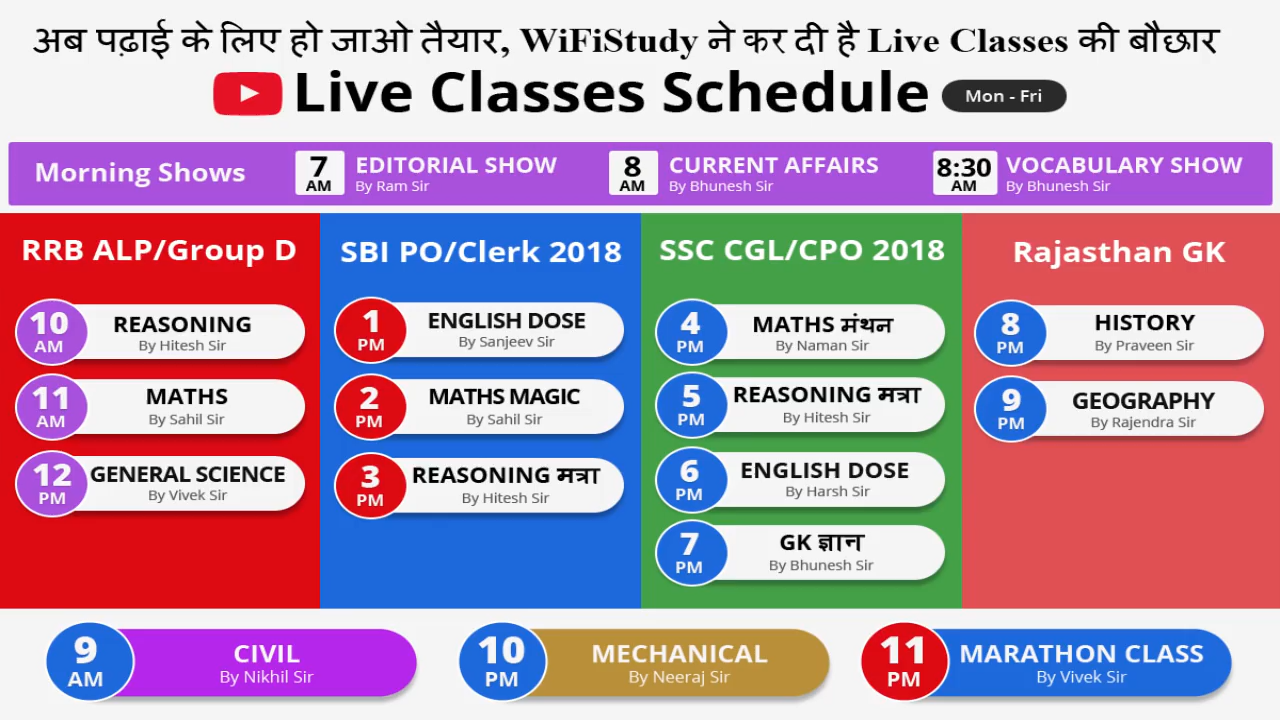 अब पढ़ाई के लिए हो जाओ तैयार, WiFiStudy ने कर दी है Live Classes की बौछार
Live Classes Schedule Mon - Fri
Morning Shows
7 AM EDITORIAL SHOW
By Ram Sir
8 AM CURRENT AFFAIRS
By Bhunesh Sir
8:30 AM VOCABULARY SHOW
By Bhunesh Sir
RRB ALP/Group D
10 AM REASONING
By Hitesh Sir
11 AM MATHS
By Sahil Sir
12 PM GENERAL SCIENCE
By Vivek Sir
SBI PO/Clerk 2018
1 PM ENGLISH DOSE
By Sanjeev Sir
2 PM MATHS MAGIC
By Sahil Sir
3 PM REASONING मत्रा
By Hitesh Sir
SSC CGL/CPO 2018
4 PM MATHS मंथन
By Naman Sir
5 PM REASONING मत्रा
By Hitesh Sir
6 PM ENGLISH DOSE
By Harsh Sir
7 PM GK ज्ञान
By Bhunesh Sir
Rajasthan GK
8 PM HISTORY
By Praveen Sir
9 PM GEOGRAPHY
By Rajendra Sir
9 AM CIVIL
By Nikhil Sir
10 PM MECHANICAL
By Neeraj Sir
11 PM MARATHON CLASS
By Vivek Sir